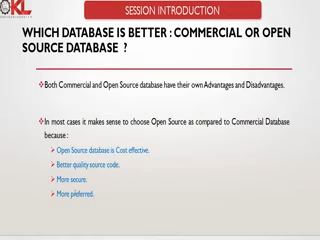 KL
SESSION INTRODUCTION
WHICH DATABASE IS BETTER : COMMERCIAL OR OPEN
SOURCE DATABASE ?
Both Commercial and Open Source database have their own Advantages and Disadvantages.
In most cases it makes sense to choose Open Source as compared to Commercial Database
because :
Open Source database is Cost effective.
Better quality source code.
More secure.
More preferred.